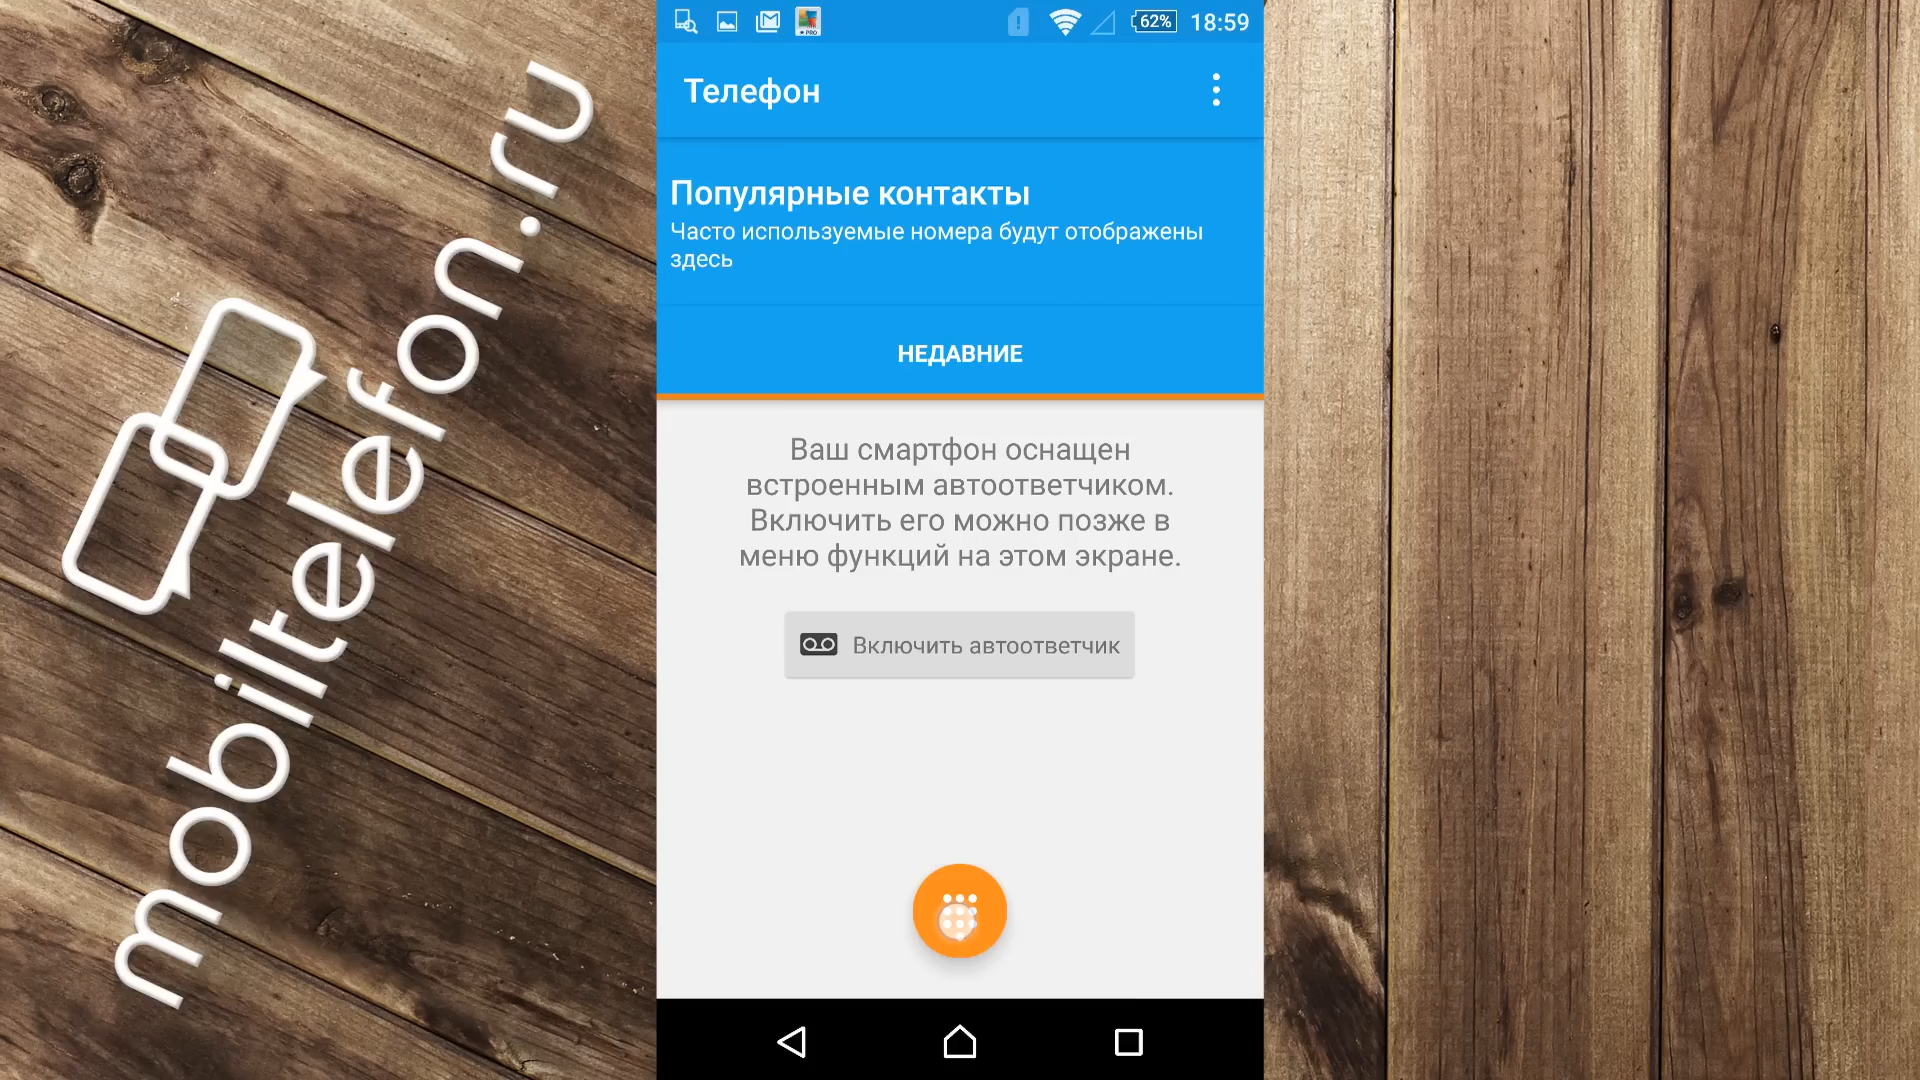 mobiltelefon.ru
PRO
62%
18:59
Телефон
Популярные контакты
Часто используемые номера будут отображены
здесь
НЕДАВНИЕ
Ваш смартфон оснащен
встроенным автоответчиком.
Включить его можно позже в
меню функций на этом экране.
Включить автоответчик